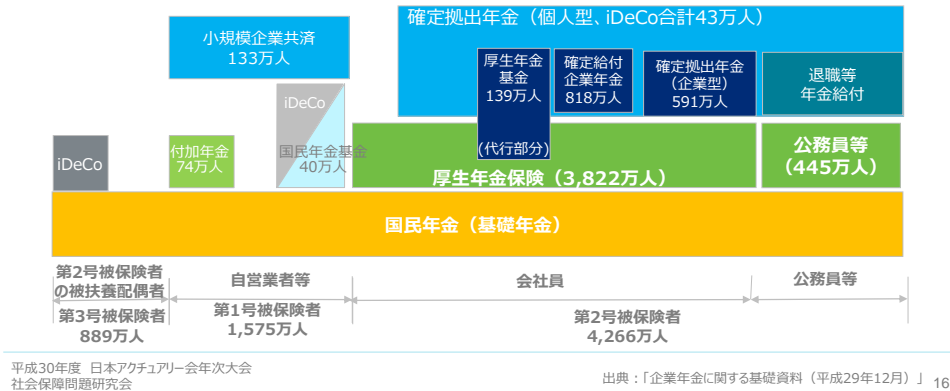 確定拠出年金（個人型、iDeCo合計43万人）
小規模企業共済
133万人
厚生年金
基金
139万人
(代行部分)
確定給付
企業年金
818万人
確定拠出年金
（企業型）
591万人
退職等
年金給付
iDeCo
付加年金
74万人
iDeCo
国民年金基金
40万人
厚生年金保険（3,822万人）
公務員等
（445万人）
国民年金（基礎年金）
第2号被保険者
の被扶養配偶者
自営業者等
会社員
公務員等
第3号被保険者
889万人
第1号被保険者
1,575万人
第2号被保険者
4,266万人
平成30年度 日本アクチュアリー会年次大会
社会保障問題研究会
出典：「企業年金に関する基礎資料（平成29年12月）」
16